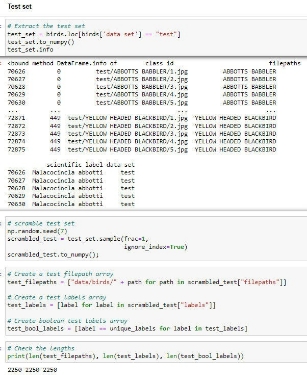 Test set
# Extract the test set
test_set = birds.loc[birds['data set'] == "test"]
test_set.to_numpy()
test_set.info
<bound method DataFrame.info of        class id                                filepaths
70626         0          test/ABBOTTS BABBLER/1.jpg          ABBOTTS BABBLER
70627         0          test/ABBOTTS BABBLER/2.jpg          ABBOTTS BABBLER
70628         0          test/ABBOTTS BABBLER/3.jpg          ABBOTTS BABBLER
70629         0          test/ABBOTTS BABBLER/4.jpg          ABBOTTS BABBLER
70630         0          test/ABBOTTS BABBLER/5.jpg          ABBOTTS BABBLER
... ... ... ...
72871       449  test/YELLOW HEADED BLACKBIRD/1.jpg  YELLOW HEADED BLACKBIRD
72872       449  test/YELLOW HEADED BLACKBIRD/2.jpg  YELLOW HEADED BLACKBIRD
72873       449  test/YELLOW HEADED BLACKBIRD/3.jpg  YELLOW HEADED BLACKBIRD
72874       449  test/YELLOW HEADED BLACKBIRD/4.jpg  YELLOW HEADED BLACKBIRD
72875       449  test/YELLOW HEADED BLACKBIRD/5.jpg  YELLOW HEADED BLACKBIRD
scientific label data set
70626 Malacocincla abbotti test
70627 Malacocincla abbotti test
70628 Malacocincla abbotti test
70629 Malacocincla abbotti test
70630 Malacocincla abbotti test
# scramble test set
np.random.seed(7)
scrambled_test = test_set.sample(frac=1,
ignore_index=True)
scrambled_test.to_numpy();
# Create a test filepath array
test_filepaths = ["data/birds/" + path for path in scrambled_test["filepaths"]]
# Create a test labels array
test_labels = [label for label in scrambled_test["labels"]]
# Create boolean test labels array
test_bool_labels = [label == unique_labels for label in test_labels]
# Check the lengths
print(len(test_filepaths), len(test_labels), len(test_bool_labels))
2250 2250 2250